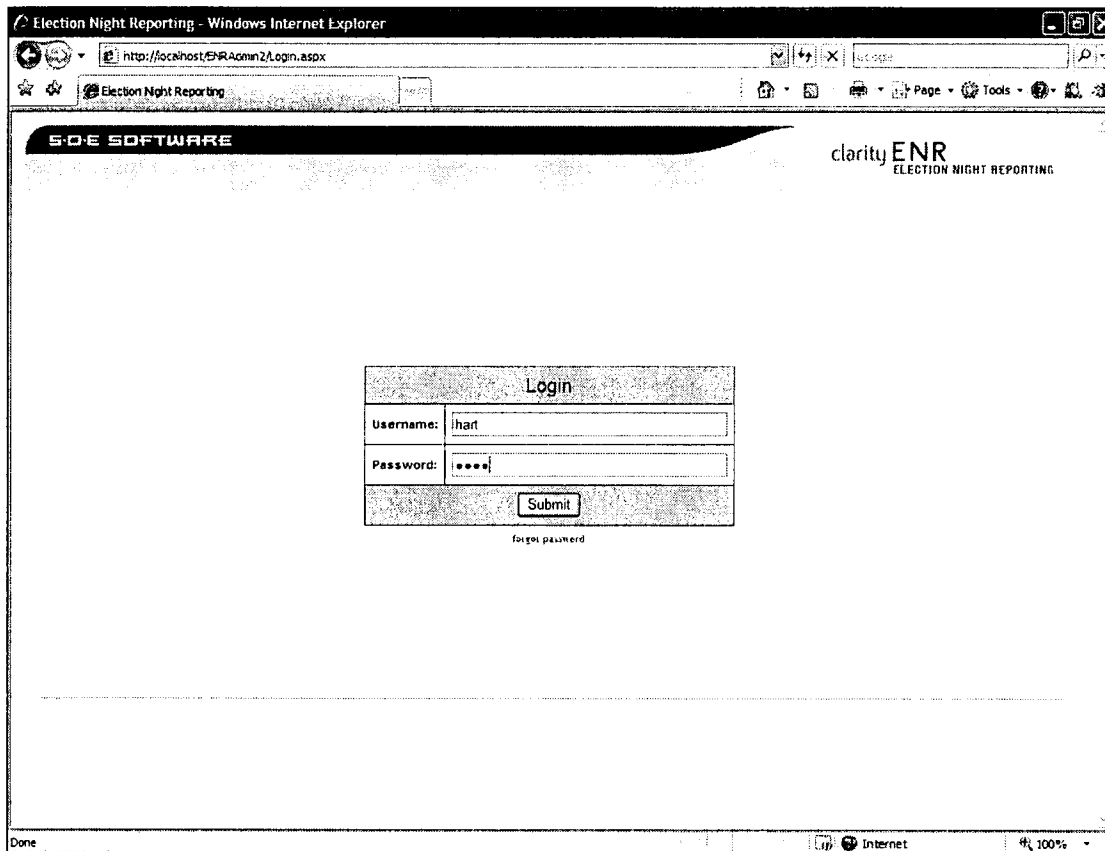 Election Night Reporting - Windows Internet Explorer
http://localhost/ENRAdmin2/Login.aspx
Google
Election Night Reporting
Page
Tools
S·O·E SOFTWARE
clarity ENR
ELECTION NIGHT REPORTING
Login
Username:
hart
Password:
••••
Submit
forgot password
Done
Internet
100%